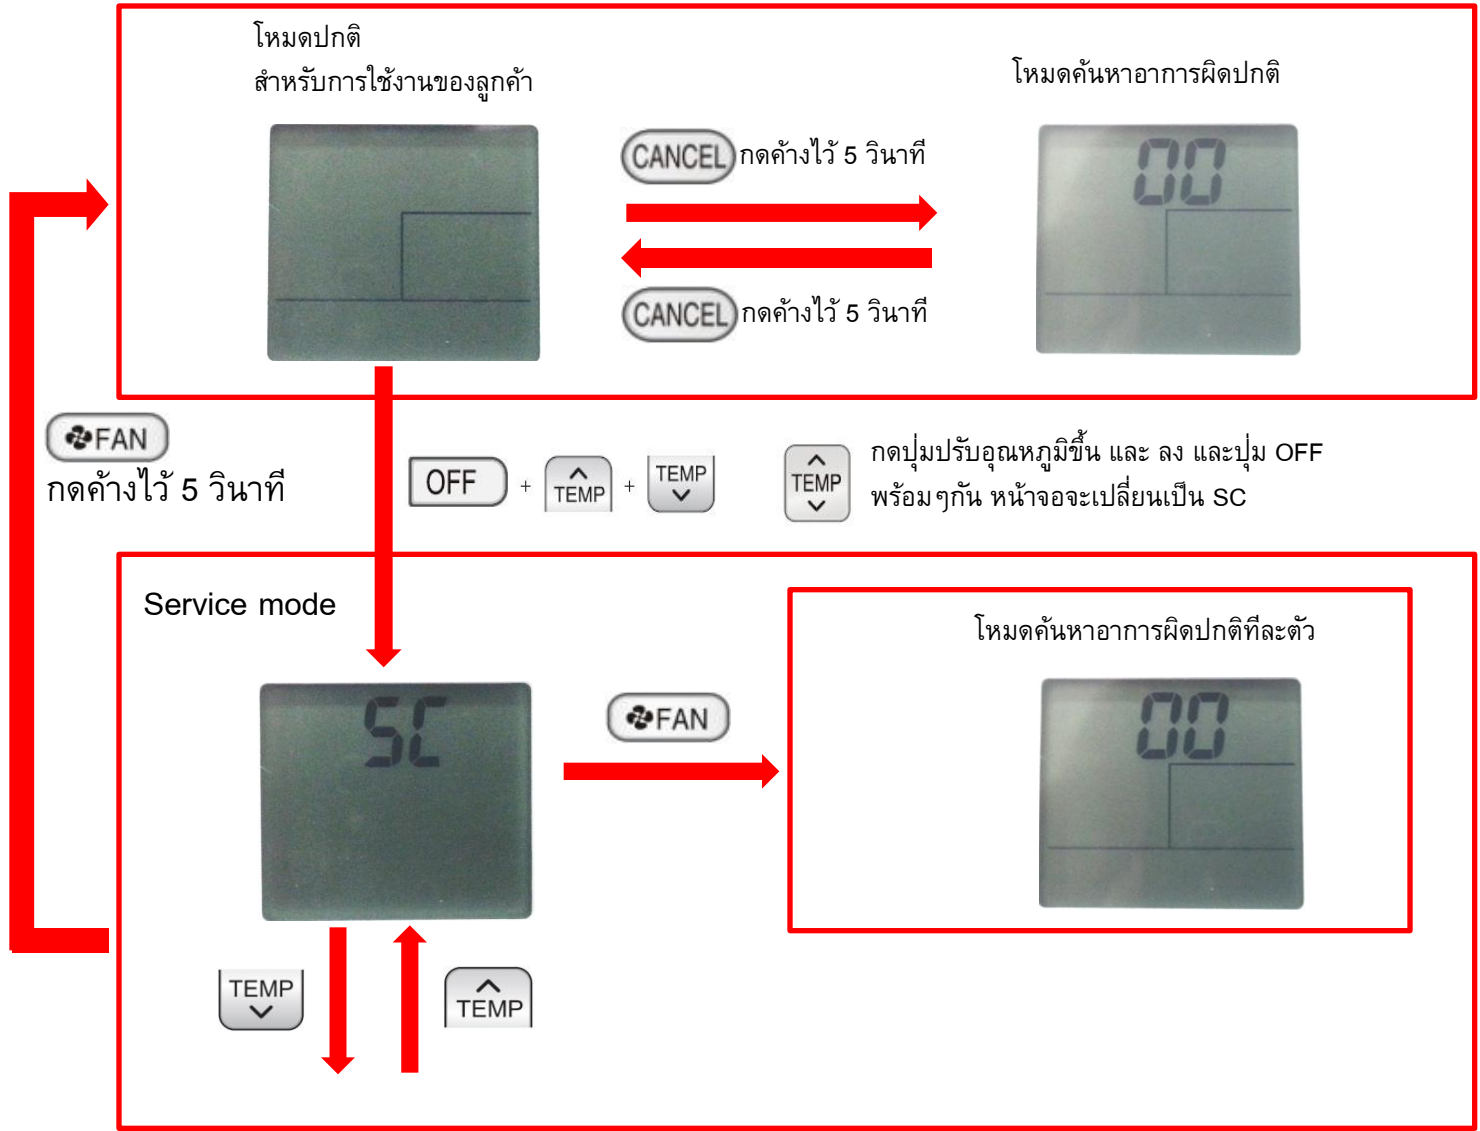 โหมดปกติ
สำหรับการใช้งานของลูกค้า
โหมดค้นหาอาการผิดปกติ
CANCEL กดค้างไว้ 5 วินาที
00
CANCEL กดค้างไว้ 5 วินาที
FAN
กดค้างไว้ 5 วินาที
OFF + TEMP + TEMP
TEMP
กดปุ่มปรับอุณหภูมิขึ้น และ ลง และปุ่ม OFF
พร้อมๆกัน หน้าจอจะเปลี่ยนเป็น SC
Service mode
โหมดค้นหาอาการผิดปกติทีละตัว
SC
FAN
00
TEMP
TEMP